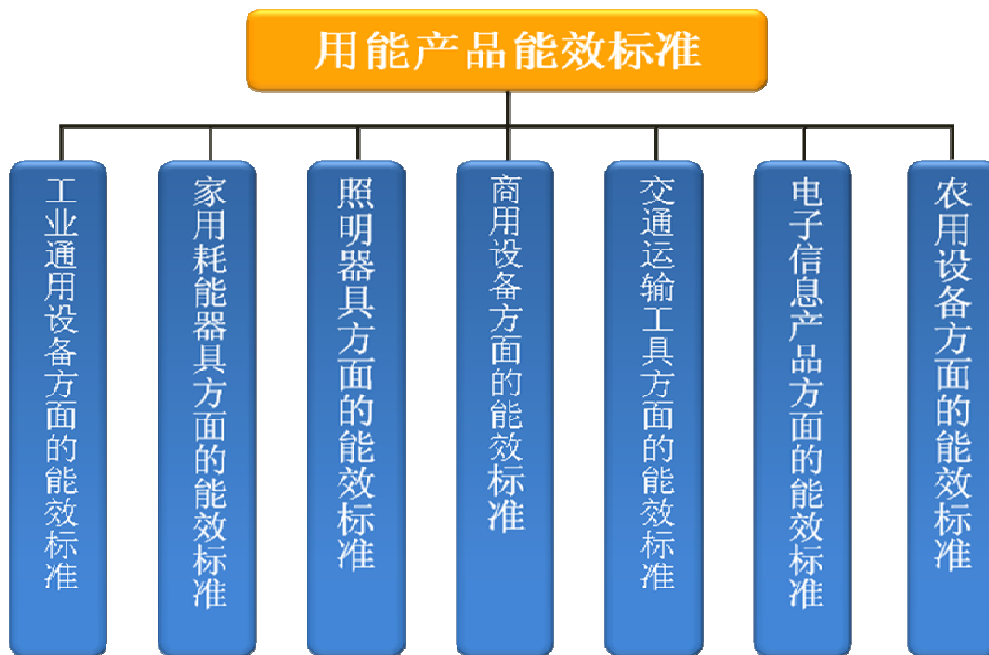 用能产品能效标准
工业通用设备方面的能效标准
家用耗能器具方面的能效标准
照明器具方面的能效标准
商用设备方面的能效标准
交通运输工具方面的能效标准
电子信息产品方面的能效标准
农用设备方面的能效标准